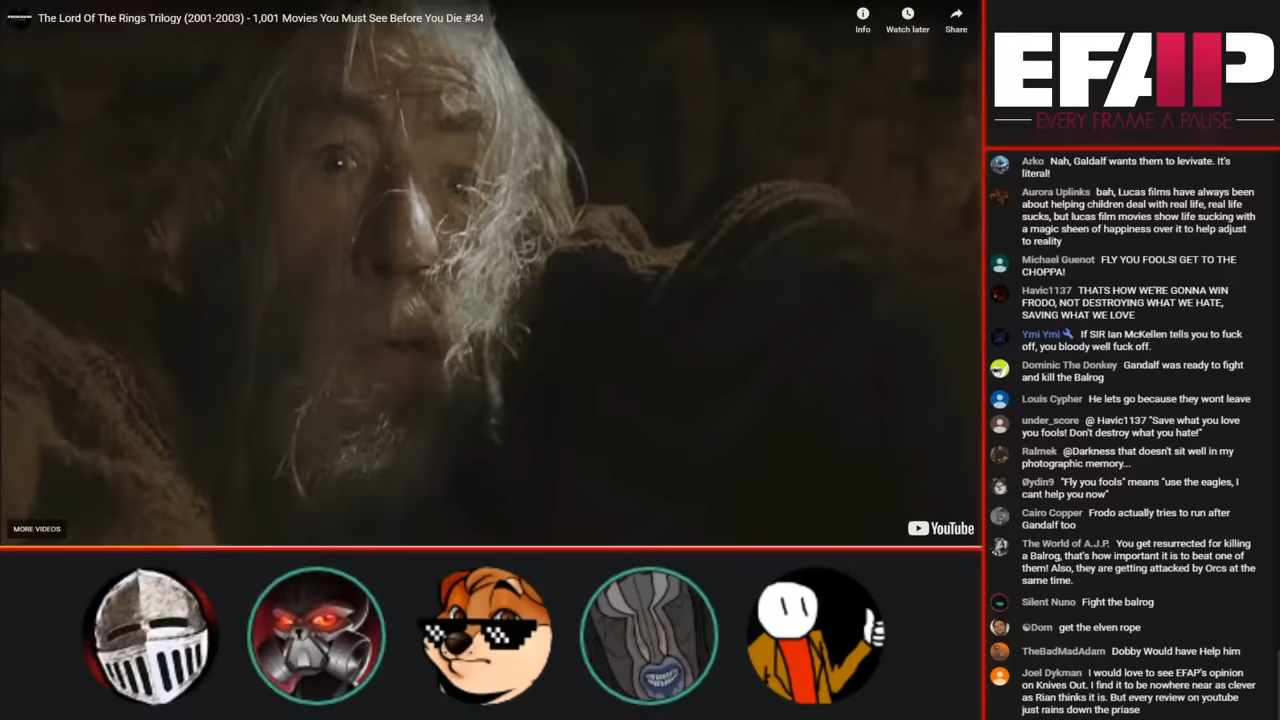 The Lord Of The Rings Trilogy (2001-2003) - 1,001 Movies You Must See Before You Die #34
Info
Watch later
Share
MORE VIDEOS
YouTube
EFAP
EVERY FRAME A PAUSE
Arko Nah, Galdalf wants them to levivate. It's
literal!
Aurora Uplinks bah, Lucas films have always been
about helping children deal with real life, real life
sucks, but lucas film movies show life sucking with
a magic sheen of happiness over it to help adjust
to reality
Michael Guenot FLY YOU FOOLS! GET TO THE
CHOPPA!
Havic1137 THATS HOW WE'RE GONNA WIN
FRODO, NOT DESTROYING WHAT WE HATE,
SAVING WHAT WE LOVE
Ymi Ymi If SIR Ian McKellen tells you to fuck
off, you bloody well fuck off.
Dominic The Donkey Gandalf was ready to fight
and kill the Balrog
Louis Cypher He lets go because they wont leave
under_score @ Havic1137 "Save what you love
you fools! Don't destroy what you hate!"
Ralmek @Darkness that doesn't sit well in my
photographic memory...
Øydin9 "Fly you fools" means "use the eagles, I
cant help you now"
Cairo Copper Frodo actually tries to run after
Gandalf too
The World of A.J.P. You get resurrected for killing
a Balrog, that's how important it is to beat one of
them! Also, they are getting attacked by Orcs at the
same time.
Silent Nuno Fight the balrog
☯Dom get the elven rope
TheBadMadAdam Dobby Would have Help him
Joel Dykman I would love to see EFAP's opinion
on Knives Out. I find it to be nowhere near as clever
as Rian thinks it is. But every review on youtube
just rains down the priase